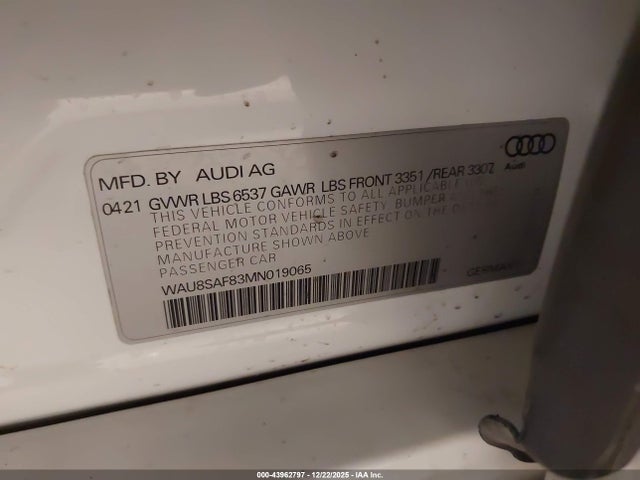 MFD. BY AUDI AG
Audi
0421 GVWR LBS 6537 GAWR LBS FRONT 3351 /REAR 3307
THIS VEHICLE CONFORMS TO ALL APPLICABLE U.S.
FEDERAL MOTOR VEHICLE SAFETY, BUMPER AND THEFT
PREVENTION STANDARDS IN EFFECT ON THE DATE OF
MANUFACTURE SHOWN ABOVE
PASSENGER CAR
WAU8SAF83MN019065
GERMANY
000-43962797 - 12/22/2025 - IAA Inc.